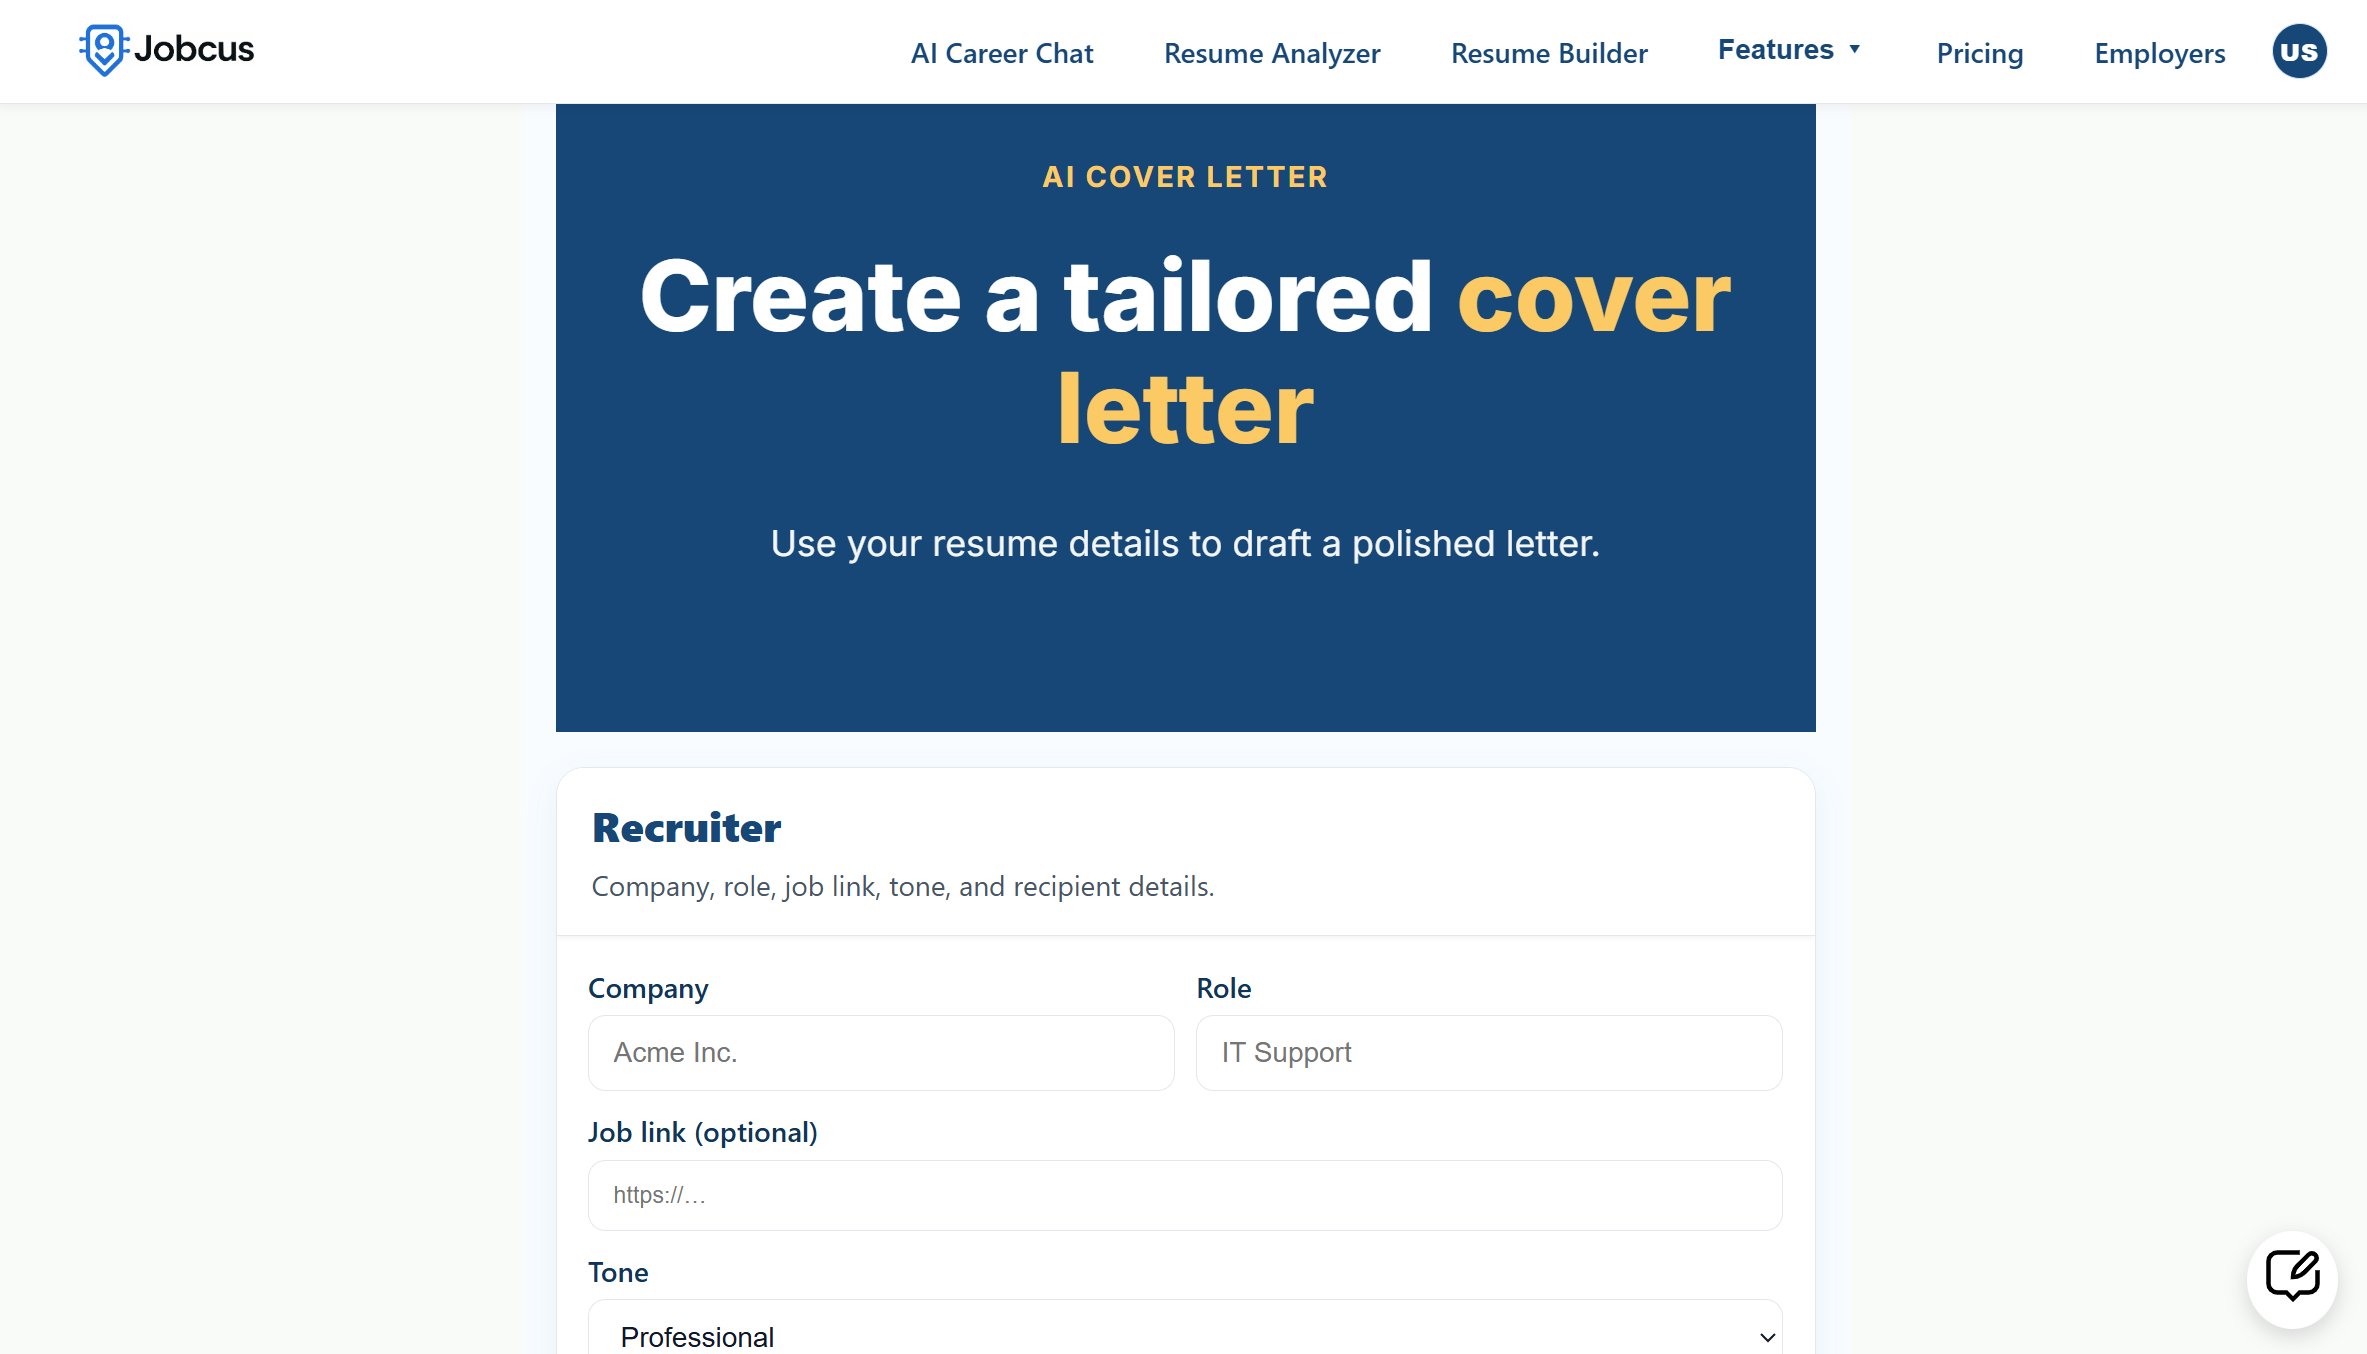 Jobcus
AI Career Chat
Resume Analyzer
Resume Builder
Features ▼
Pricing
Employers
US
AI COVER LETTER
Create a tailored cover
letter
Use your resume details to draft a polished letter.
Recruiter
Company, role, job link, tone, and recipient details.
Company
Role
Acme Inc.
IT Support
Job link (optional)
https://…
Tone
Professional